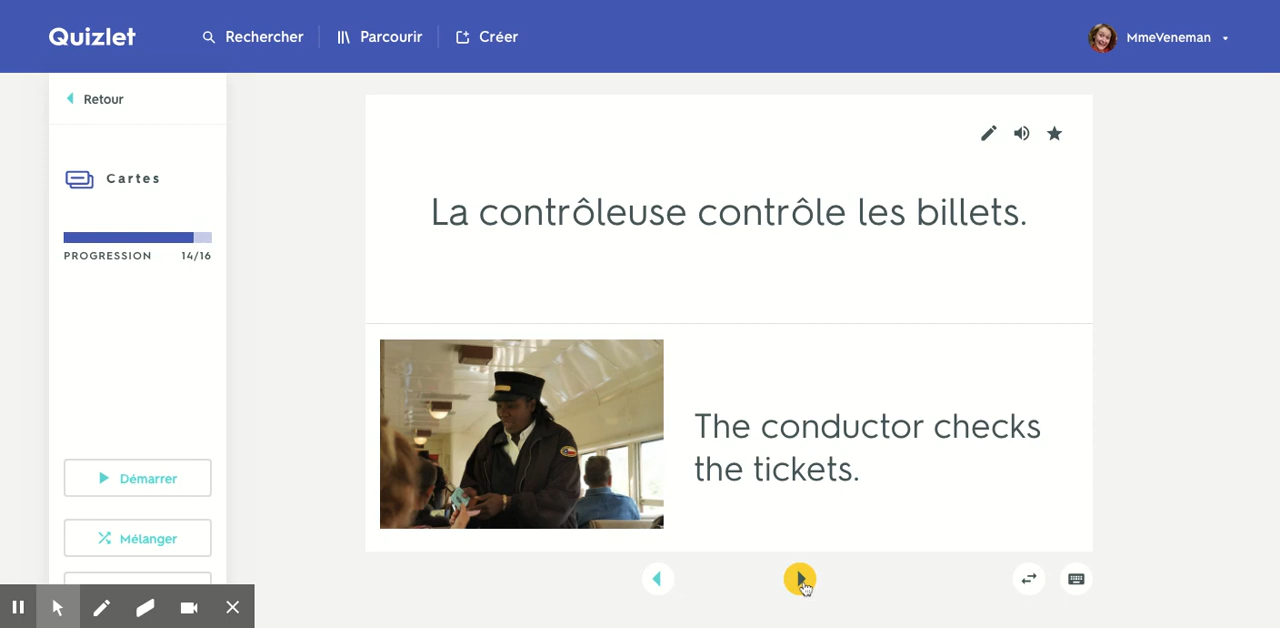 Quizlet
Rechercher
Parcourir
Créer
MmeVeneman
Retour
Cartes
PROGRESSION 14/16
Démarrer
Mélanger
La contrôleuse contrôle les billets.
The conductor checks
the tickets.